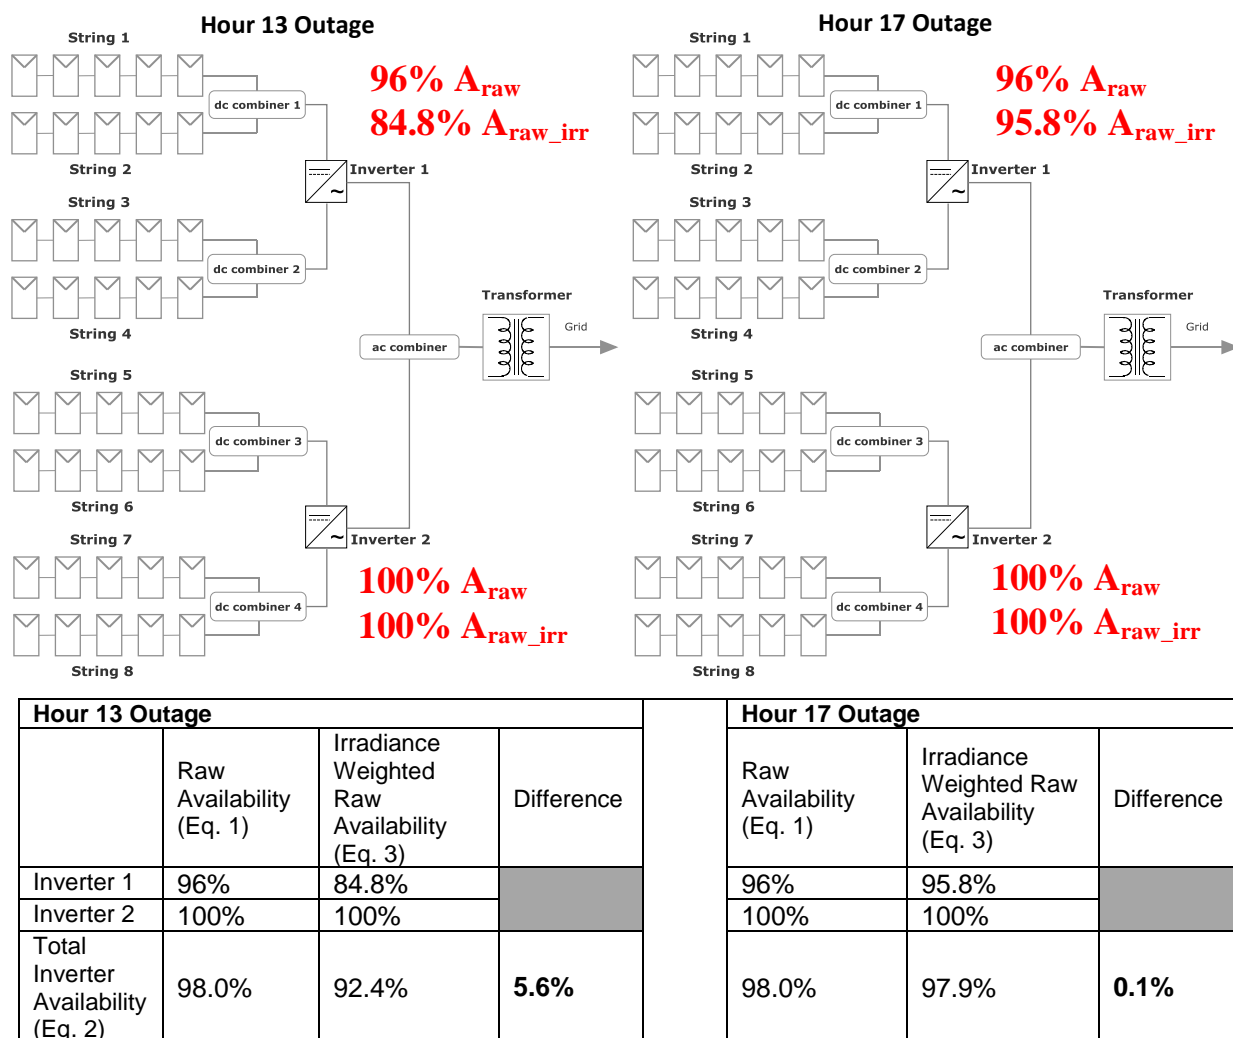 Hour 13 Outage
String 1
96% Araw
84.8% Araw_irr
dc combiner 1
String 2
Inverter 1
String 3
dc combiner 2
String 4
Transformer
Grid
ac combiner
String 5
dc combiner 3
String 6
Inverter 2
String 7
100% Araw
100% Araw_irr
dc combiner 4
String 8
Hour 17 Outage
String 1
96% Araw
95.8% Araw_irr
dc combiner 1
String 2
Inverter 1
String 3
dc combiner 2
String 4
Transformer
Grid
ac combiner
String 5
dc combiner 3
String 6
Inverter 2
String 7
100% Araw
100% Araw_irr
dc combiner 4
String 8
Hour 13 Outage
Raw
Availability
(Eq. 1)
Irradiance
Weighted
Raw
Availability
(Eq. 3)
Difference
Inverter 1
96%
84.8%
Inverter 2
100%
100%
Total
Inverter
Availability
(Eq. 2)
98.0%
92.4%
5.6%
Hour 17 Outage
Raw
Availability
(Eq. 1)
Irradiance
Weighted Raw
Availability
(Eq. 3)
Difference
96%
95.8%
100%
100%
98.0%
97.9%
0.1%